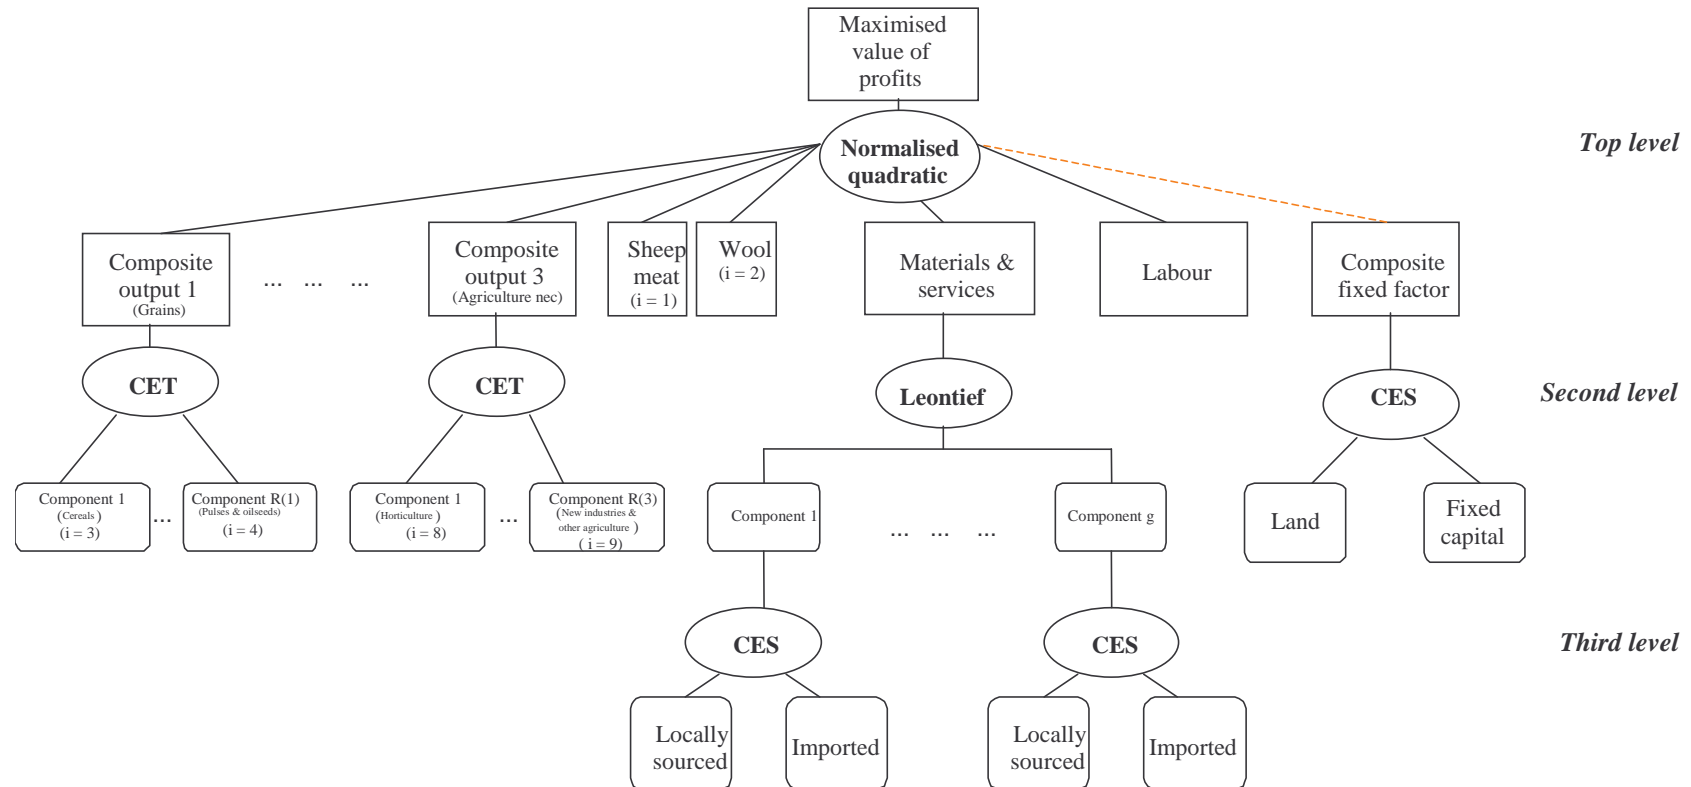 Maximised
value of
profits
Normalised
quadratic
Top level
Composite
output 1
(Grains)
... ... ...
Composite
output 3
(Agriculture nec)
Sheep
meat
(i = 1)
Wool
(i = 2)
Materials &
services
Labour
Composite
fixed factor
CET
CET
Leontief
CES
Second level
Component 1
(Cereals)
(i = 3)
...
Component R(1)
(Pulses & oilseeds)
(i = 4)
Component 1
(Horticulture )
(i = 8)
...
Component R(3)
(New industries &
other agriculture )
( i = 9)
Component 1
... ... ...
Component g
Land
Fixed
capital
CES
CES
Third level
Locally
sourced
Imported
Locally
sourced
Imported